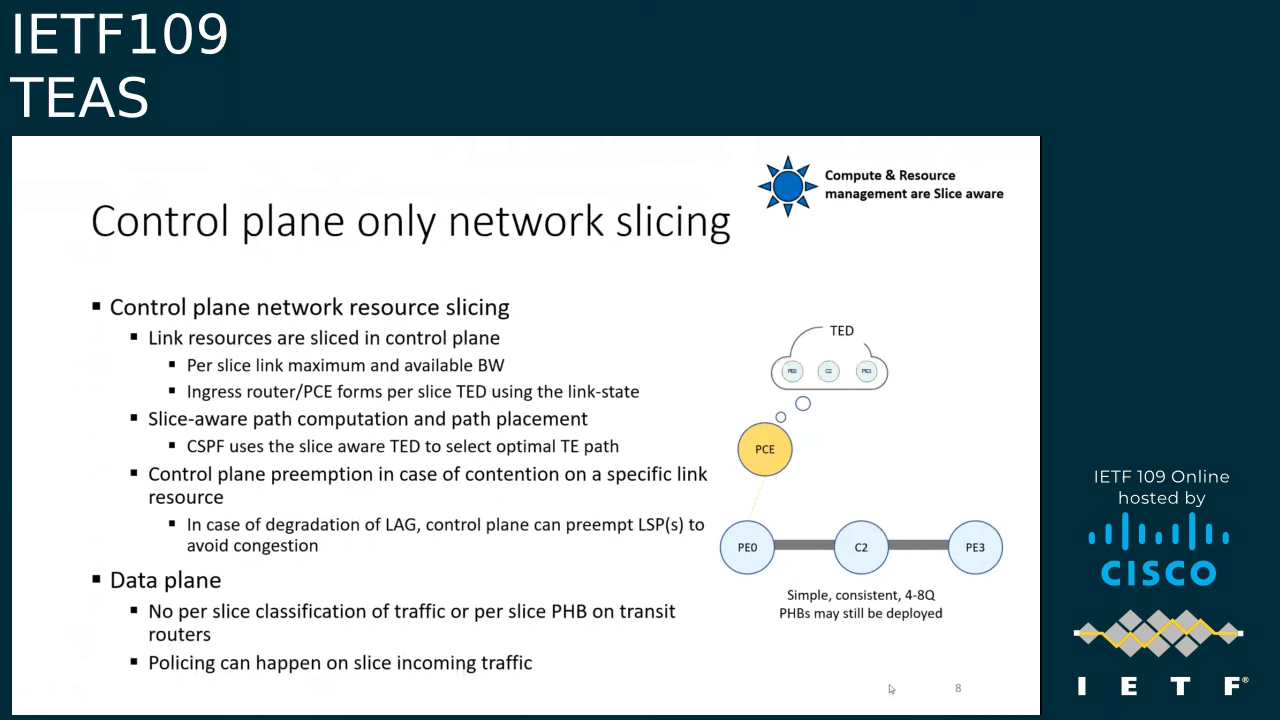 IETF109
TEAS
Compute & Resource
management are Slice aware
Control plane only network slicing
▪ Control plane network resource slicing
▪ Link resources are sliced in control plane
▪ Per slice link maximum and available BW
▪ Ingress router/PCE forms per slice TED using the link-state
▪ Slice-aware path computation and path placement
▪ CSPF uses the slice aware TED to select optimal TE path
▪ Control plane preemption in case of contention on a specific link
resource
▪ In case of degradation of LAG, control plane can preempt LSP(s) to
avoid congestion
▪ Data plane
▪ No per slice classification of traffic or per slice PHB on transit
routers
▪ Policing can happen on slice incoming traffic
TED
PE0 C2 PE3
PCE
PE0 C2 PE3
Simple, consistent, 4-8Q
PHBs may still be deployed
8
IETF 109 Online
hosted by
CISCO
I E T F®